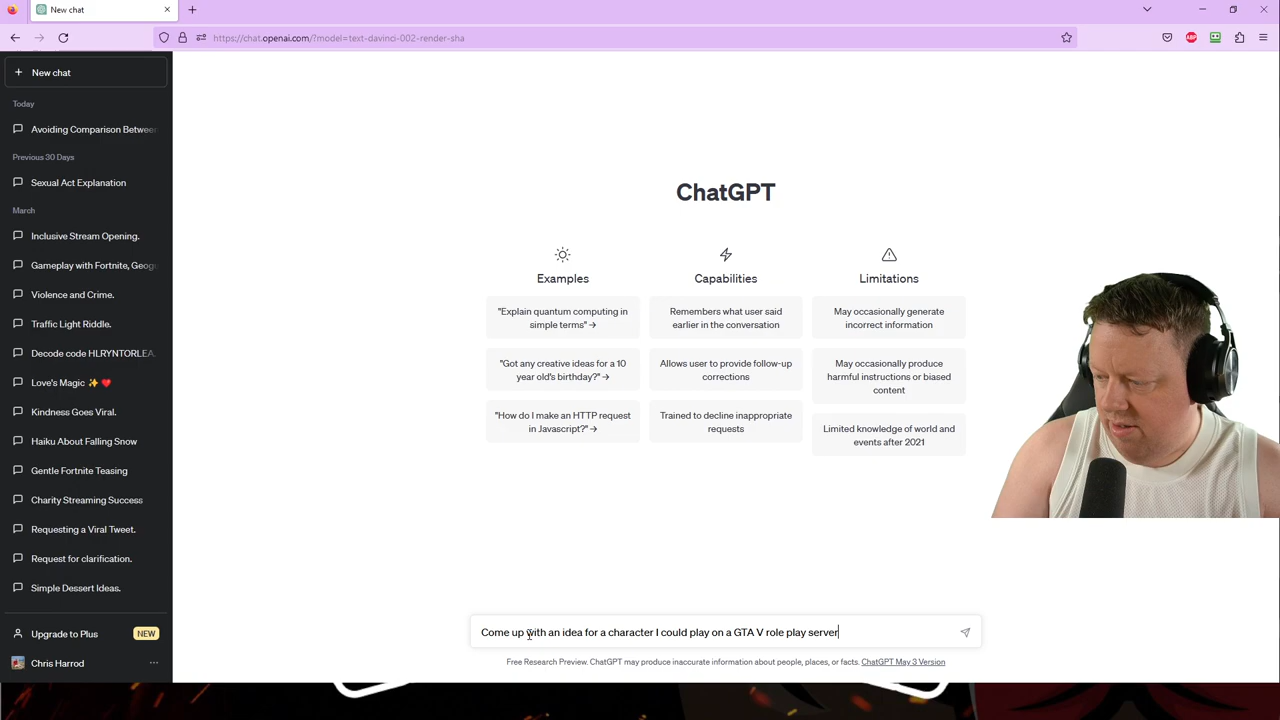 New chat
https://chat.openai.com/?model=text-davinci-002-render-sha
ABP
New chat
Today
Avoiding Comparison Between
Previous 30 Days
Sexual Act Explanation
March
Inclusive Stream Opening.
Gameplay with Fortnite, Geog
Violence and Crime.
Traffic Light Riddle.
Decode code HLRYNTORLEA.
Love's Magic ✨ ❤️
Kindness Goes Viral.
Haiku About Falling Snow
Gentle Fortnite Teasing
Charity Streaming Success
Requesting a Viral Tweet.
Request for clarification.
Simple Dessert Ideas.
Upgrade to Plus
NEW
Chris Harrod
ChatGPT
Examples
"Explain quantum computing in
simple terms" →
"Got any creative ideas for a 10
year old's birthday?" →
"How do I make an HTTP request
in Javascript?" →
Capabilities
Remembers what user said
earlier in the conversation
Allows user to provide follow-up
corrections
Trained to decline inappropriate
requests
Limitations
May occasionally generate
incorrect information
May occasionally produce
harmful instructions or biased
content
Limited knowledge of world and
events after 2021
Come up with an idea for a character I could play on a GTA V role play server
Free Research Preview. ChatGPT may produce inaccurate information about people, places, or facts. ChatGPT May 3 Version